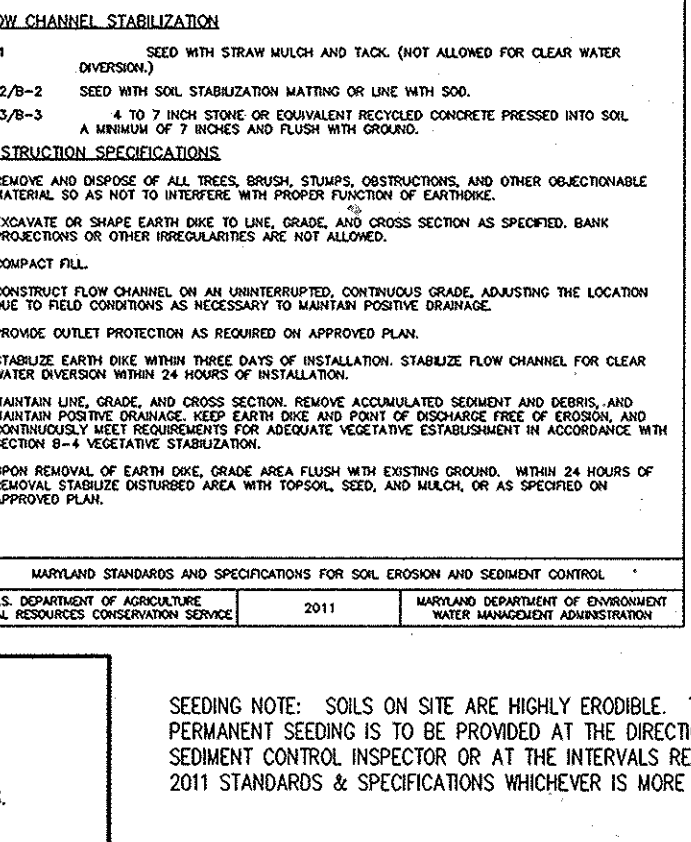 OW CHANNEL STABILIZATION
1 SEED WITH STRAW MULCH AND TACK. (NOT ALLOWED FOR CLEAR WATER
DIVERSION.)
2/B-2 SEED WITH SOIL STABILIZATION MATTING OR LINE WITH SOD.
3/B-3 4 TO 7 INCH STONE OR EQUIVALENT RECYCLED CONCRETE PRESSED INTO SOIL
A MINIMUM OF 7 INCHES AND FLUSH WITH GROUND.
STRUCTION SPECIFICATIONS
EMOVE AND DISPOSE OF ALL TREES, BRUSH, STUMPS, OBSTRUCTIONS, AND OTHER OBJECTIONABLE
MATERIAL SO AS NOT TO INTERFERE WITH PROPER FUNCTION OF EARTHDIKE.
XCAVATE OR SHAPE EARTH DIKE TO LINE, GRADE, AND CROSS SECTION AS SPECIFIED. BANK
PROJECTIONS OR OTHER IRREGULARITIES ARE NOT ALLOWED.
COMPACT FILL.
CONSTRUCT FLOW CHANNEL ON AN UNINTERRUPTED, CONTINUOUS GRADE, ADJUSTING THE LOCATION
DUE TO FIELD CONDITIONS AS NECESSARY TO MAINTAIN POSITIVE DRAINAGE.
PROVIDE OUTLET PROTECTION AS REQUIRED ON APPROVED PLAN.
STABILIZE EARTH DIKE WITHIN THREE DAYS OF INSTALLATION. STABILIZE FLOW CHANNEL FOR CLEAR
WATER DIVERSION WITHIN 24 HOURS OF INSTALLATION.
MAINTAIN LINE, GRADE, AND CROSS SECTION. REMOVE ACCUMULATED SEDIMENT AND DEBRIS, AND
MAINTAIN POSITIVE DRAINAGE. KEEP EARTH DIKE AND POINT OF DISCHARGE FREE OF EROSION, AND
CONTINUOUSLY MEET REQUIREMENTS FOR ADEQUATE VEGETATIVE ESTABLISHMENT IN ACCORDANCE WITH
SECTION B-4 VEGETATIVE STABILIZATION.
UPON REMOVAL OF EARTH DIKE, GRADE AREA FLUSH WITH EXISTING GROUND. WITHIN 24 HOURS OF
REMOVAL STABILIZE DISTURBED AREA WITH TOPSOIL, SEED, AND MULCH, OR AS SPECIFIED ON
APPROVED PLAN.
MARYLAND STANDARDS AND SPECIFICATIONS FOR SOIL EROSION AND SEDIMENT CONTROL
.S. DEPARTMENT OF AGRICULTURE
AL RESOURCES CONSERVATION SERVICE
2011
MARYLAND DEPARTMENT OF ENVIRONMENT
WATER MANAGEMENT ADMINISTRATION
SEEDING NOTE: SOILS ON SITE ARE HIGHLY ERODIBLE.
PERMANENT SEEDING IS TO BE PROVIDED AT THE DIRECTI
SEDIMENT CONTROL INSPECTOR OR AT THE INTERVALS RE
2011 STANDARDS & SPECIFICATIONS WHICHEVER IS MORE